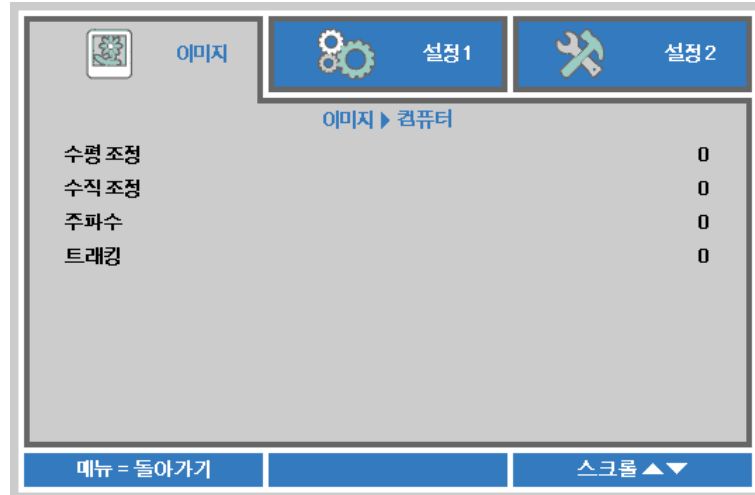 이미지
설정 1
설정 2
이미지 ▶ 컴퓨터
수평 조정 0
수직 조정 0
주파수 0
트래킹 0
메뉴 = 돌아가기
스크롤 ▲▼